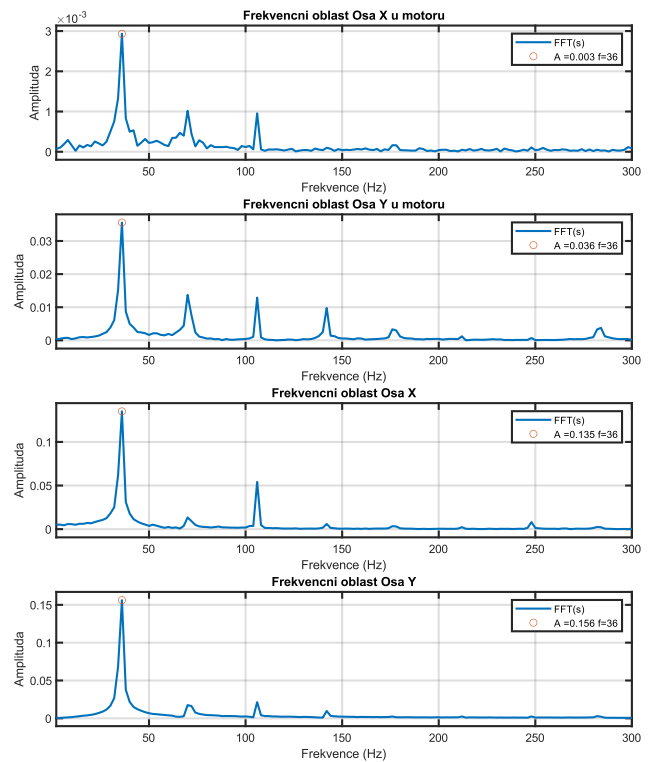 Frekvencni oblast Osa X u motoru
×10⁻³
3
2
1
0
Amplituda
50 100 150 200 250 300
Frekvence (Hz)
FFT(s)
A =0.003 f=36
Frekvencni oblast Osa Y u motoru
0.03
0.02
0.01
0
Amplituda
50 100 150 200 250 300
Frekvence (Hz)
FFT(s)
A =0.036 f=36
Frekvencni oblast Osa X
0.1
0.05
0
Amplituda
50 100 150 200 250 300
Frekvence (Hz)
FFT(s)
A =0.135 f=36
Frekvencni oblast Osa Y
0.15
0.1
0.05
0
Amplituda
50 100 150 200 250 300
Frekvence (Hz)
FFT(s)
A =0.156 f=36